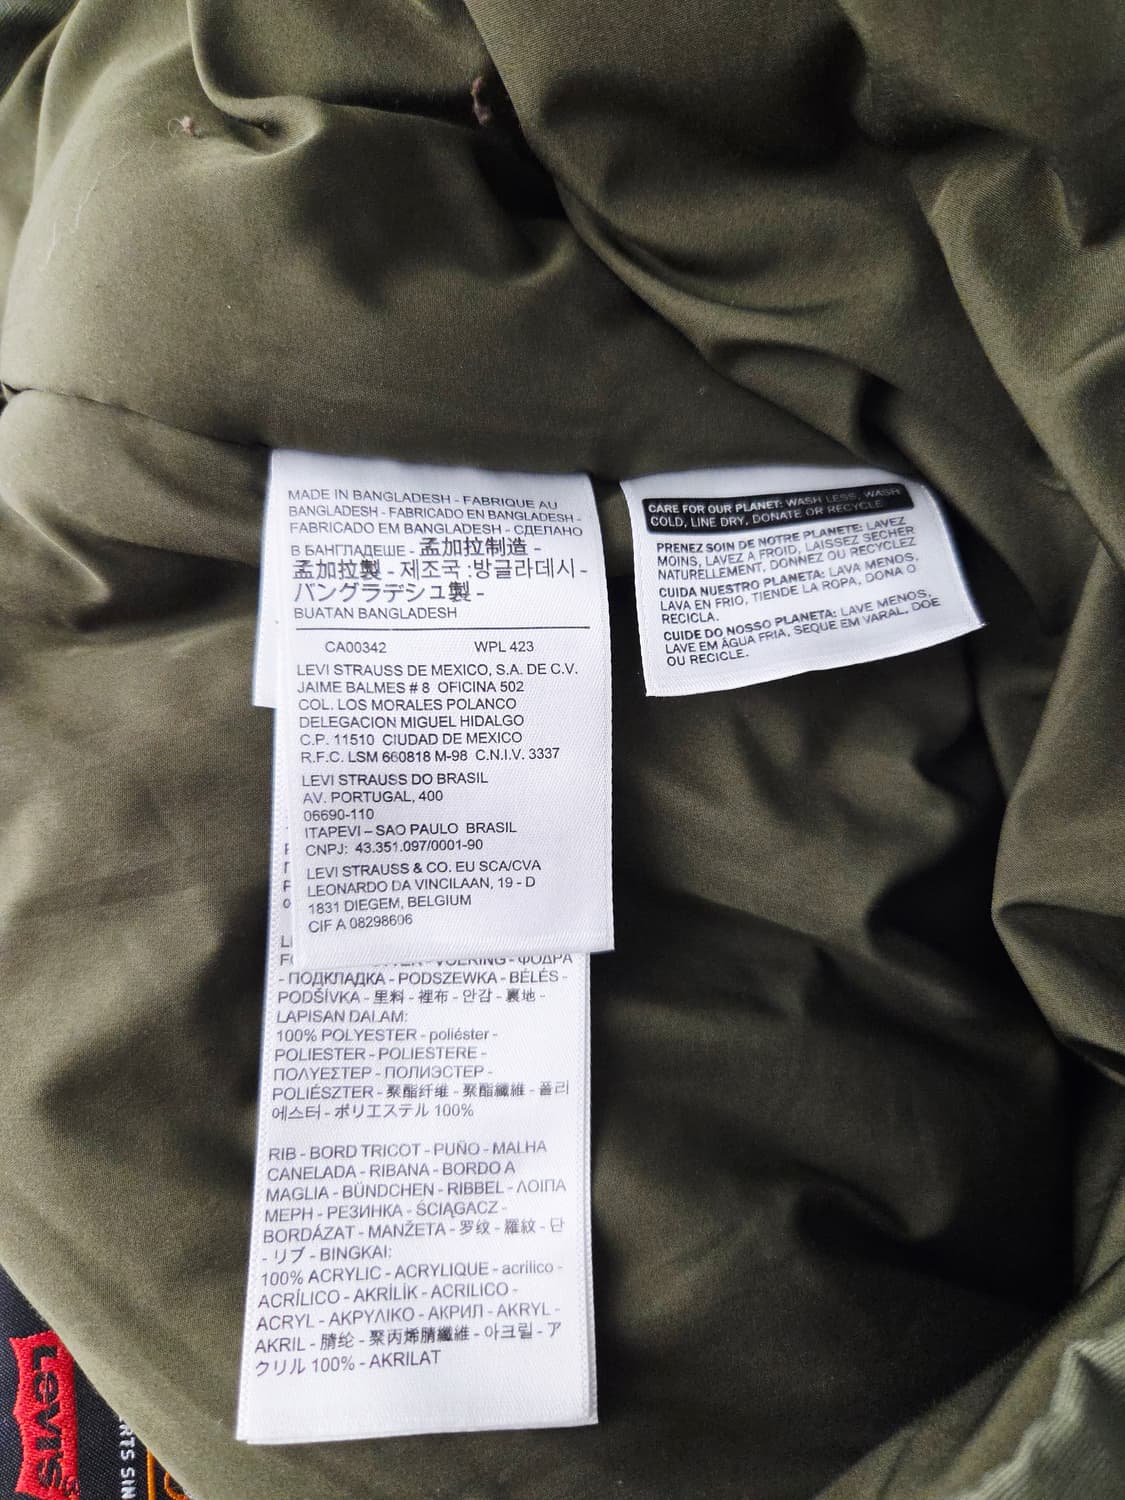 MADE IN BANGLADESH - FABRIQUE AU
BANGLADESH - FABRICADO EN BANGLADESH -
FABRICADO EM BANGLADESH - СДЕЛАНО
В БАНГЛАДЕШЕ - 孟加拉制造 -
孟加拉製 - 제조국 :방글라데시 -
バングラデシュ製 -
BUATAN BANGLADESH
CA00342 WPL 423
LEVI STRAUSS DE MEXICO, S.A. DE C.V.
JAIME BALMES # 8 OFICINA 502
COL. LOS MORALES POLANCO
DELEGACION MIGUEL HIDALGO
C.P. 11510 CIUDAD DE MEXICO
R.F.C. LSM 660818 M-98 C.N.I.V. 3337
LEVI STRAUSS DO BRASIL
AV. PORTUGAL, 400
06690-110
ITAPEVI – SAO PAULO BRASIL
CNPJ: 43.351.097/0001-90
LEVI STRAUSS & CO. EU SCA/CVA
LEONARDO DA VINCILAAN, 19 - D
1831 DIEGEM, BELGIUM
CIF A 08298606
VOERING - ФОДРА
- ПОДКЛАДКА - PODSZEWKA - BÉLÉS -
PODŠÍVKA - 里料 - 裡布 - 안감 - 裏地 -
LAPISAN DALAM:
100% POLYESTER - poliéster -
POLIESTER - POLIESTERE -
ΠΟΛΥΕΣΤΕΡ - ПОЛИЭСТЕР -
POLIÉSZTER - 聚酯纤维 - 聚酯纖維 - 폴리
에스터 - ポリエステル 100%
RIB - BORD TRICOT - PUÑO - MALHA
CANELADA - RIBANA - BORDO A
MAGLIA - BÜNDCHEN - RIBBEL - ΛΟΙΠΑ
ΜΕΡΗ - РЕЗИНКА - ŚCIĄGACZ -
BORDÁZAT - MANŽETA - 罗纹 - 羅紋 - 단
- リブ - BINGKAI:
100% ACRYLIC - ACRYLIQUE - acrílico -
ACRÍLICO - AKRİLİK - ACRILICO -
ACRYL - ΑΚΡΥΛΙΚΟ - АКРИЛ - AKRYL -
AKRIL - 腈纶 - 聚丙烯腈纖維 - 아크릴 - ア
クリル 100% - AKRILAT
CARE FOR OUR PLANET: WASH LESS, WASH
COLD, LINE DRY, DONATE OR RECYCLE
PRENEZ SOIN DE NOTRE PLANETE: LAVEZ
MOINS, LAVEZ A FROID, LAISSEZ SECHER
NATURELLEMENT, DONNEZ OU RECYCLEZ
CUIDA NUESTRO PLANETA: LAVA MENOS,
LAVA EN FRIO, TIENDE LA ROPA, DONA O
RECICLA.
CUIDE DO NOSSO PLANETA: LAVE MENOS,
LAVE EM ÁGUA FRIA, SEQUE EM VARAL, DOE
OU RECICLE.
Levi's